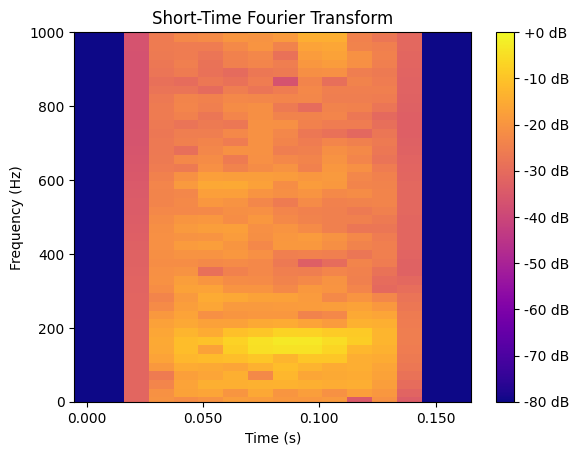 Short-Time Fourier Transform
1000
800
600
400
200
0
Frequency (Hz)
0.000
0.050
0.100
0.150
Time (s)
+0 dB
-10 dB
-20 dB
-30 dB
-40 dB
-50 dB
-60 dB
-70 dB
-80 dB